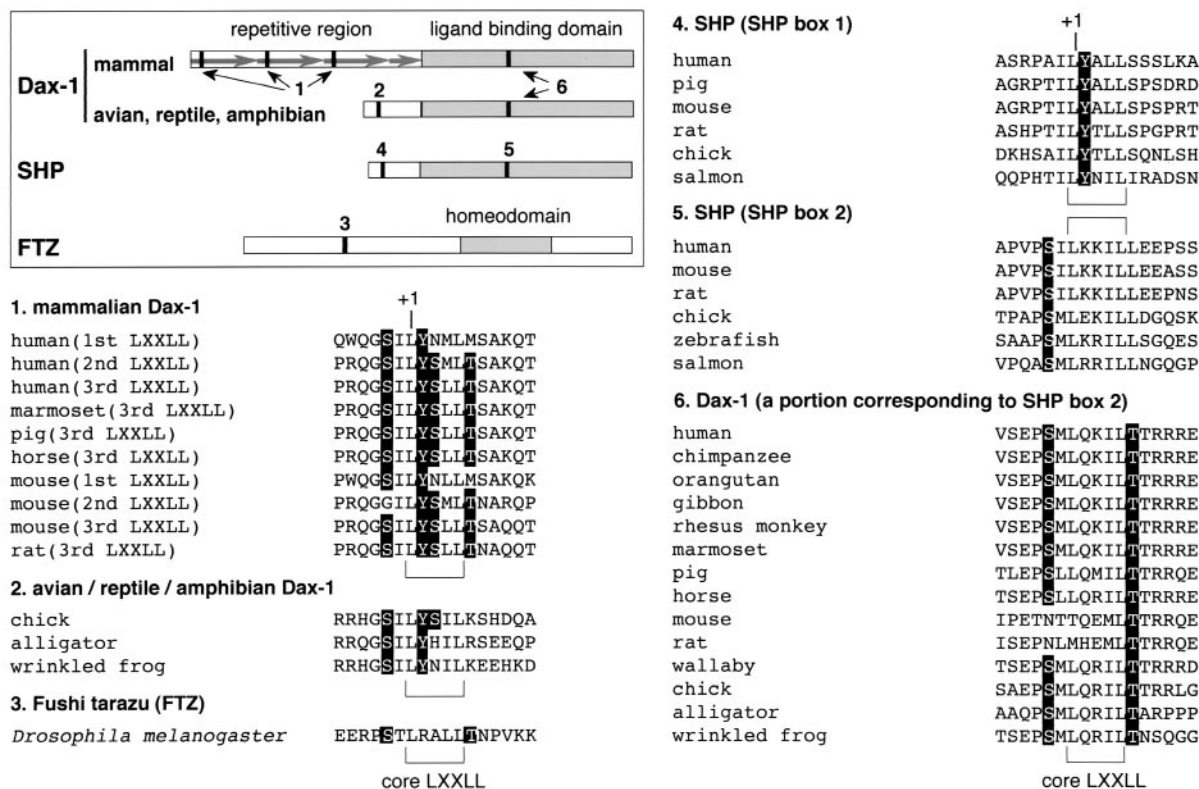 repetitive region ligand binding domain
Dax-1
mammal
1
6
2
avian, reptile, amphibian
4 5
SHP
homeodomain
3
FTZ
1. mammalian Dax-1
+1
human(1st LXXLL) QWQGSILYNMLMSAKQT
human(2nd LXXLL) PRQGSILYSMLTSAKQT
human(3rd LXXLL) PRQGSILYSLLTSAKQT
marmoset(3rd LXXLL) PRQGSILYSLLTSAKQT
pig(3rd LXXLL) PRQGSILYSLLTSAKQT
horse(3rd LXXLL) PRQGSILYSLLTSAKQT
mouse(1st LXXLL) PWQGSILYNLLMSAKQK
mouse(2nd LXXLL) PRQGGILYSMLTNARQP
mouse(3rd LXXLL) PRQGSILYSLLTSAQQT
rat(3rd LXXLL) PRQGSILYSLLTNAQQT
2. avian / reptile / amphibian Dax-1
chick RRHGSILYSILKSHDQA
alligator RRQGSILYHILRSEEQP
wrinkled frog RRHGSILYNILKEEHKD
3. Fushi tarazu (FTZ)
Drosophila melanogaster EERPSTLRALLTNPVKK
core LXXLL
4. SHP (SHP box 1)
+1
human ASRPAILYALLSSSLKA
pig AGRPTILYALLSPSDRD
mouse AGRPTILYALLSPSPRT
rat ASHPTILYTLLSPGPRT
chick DKHSAILYTLLSQNLSH
salmon QQPHTILYNILIRADSN
5. SHP (SHP box 2)
human APVPSILKKILLEEPSS
mouse APVPSILKKILLEEASS
rat APVPSILKKILLEEPNS
chick TPAPSMLEKILLDGQSK
zebrafish SAAPSMLKRILLSGQES
salmon VPQASMLRRILLNGQGP
6. Dax-1 (a portion corresponding to SHP box 2)
human VSEPSMLQKILTTRRRE
chimpanzee VSEPSMLQKILTTRRRE
orangutan VSEPSMLQKILTTRRRE
gibbon VSEPSMLQKILTTRRRE
rhesus monkey VSEPSMLQKILTTRRRE
marmoset VSEPSMLQKILTTRRRE
pig TLEPSLLQMILTTRRQE
horse TSEPSLLQRILTTRRRE
mouse IPETNTTQEMLTTRRQE
rat ISEPNLMHEMLTTRRQE
wallaby TSEPSMLQRILTTRRRD
chick SAEPSMLQRILTTRRLG
alligator AAQPSMLQRILTARPPP
wrinkled frog TSEPSMLQRILTNSQGG
core LXXLL